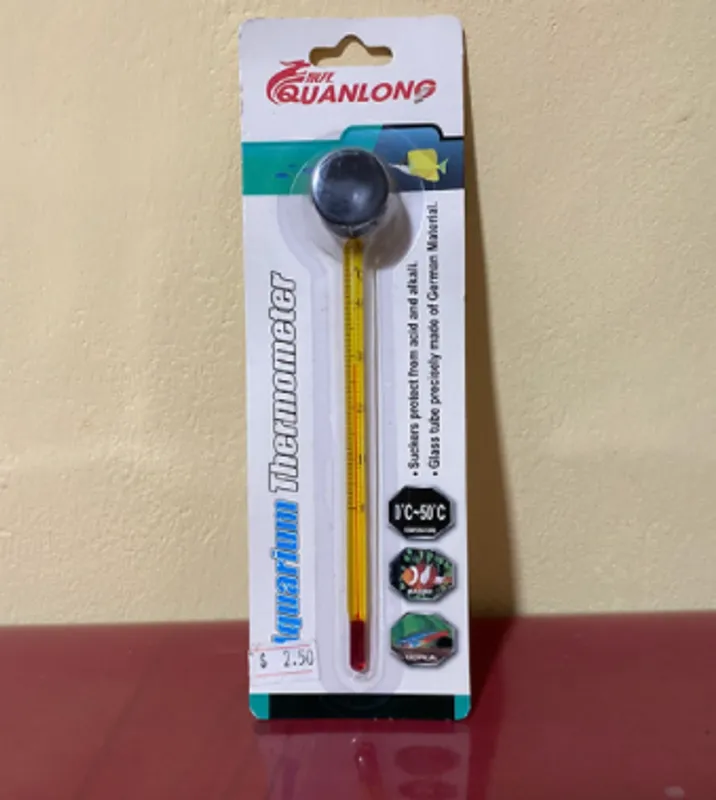 QUANLONG
quarium Thermometer
• Suckers protect from acid and alkali.
• Glass tube precisely made of German Material.
0°C~50°C
$ 2.50